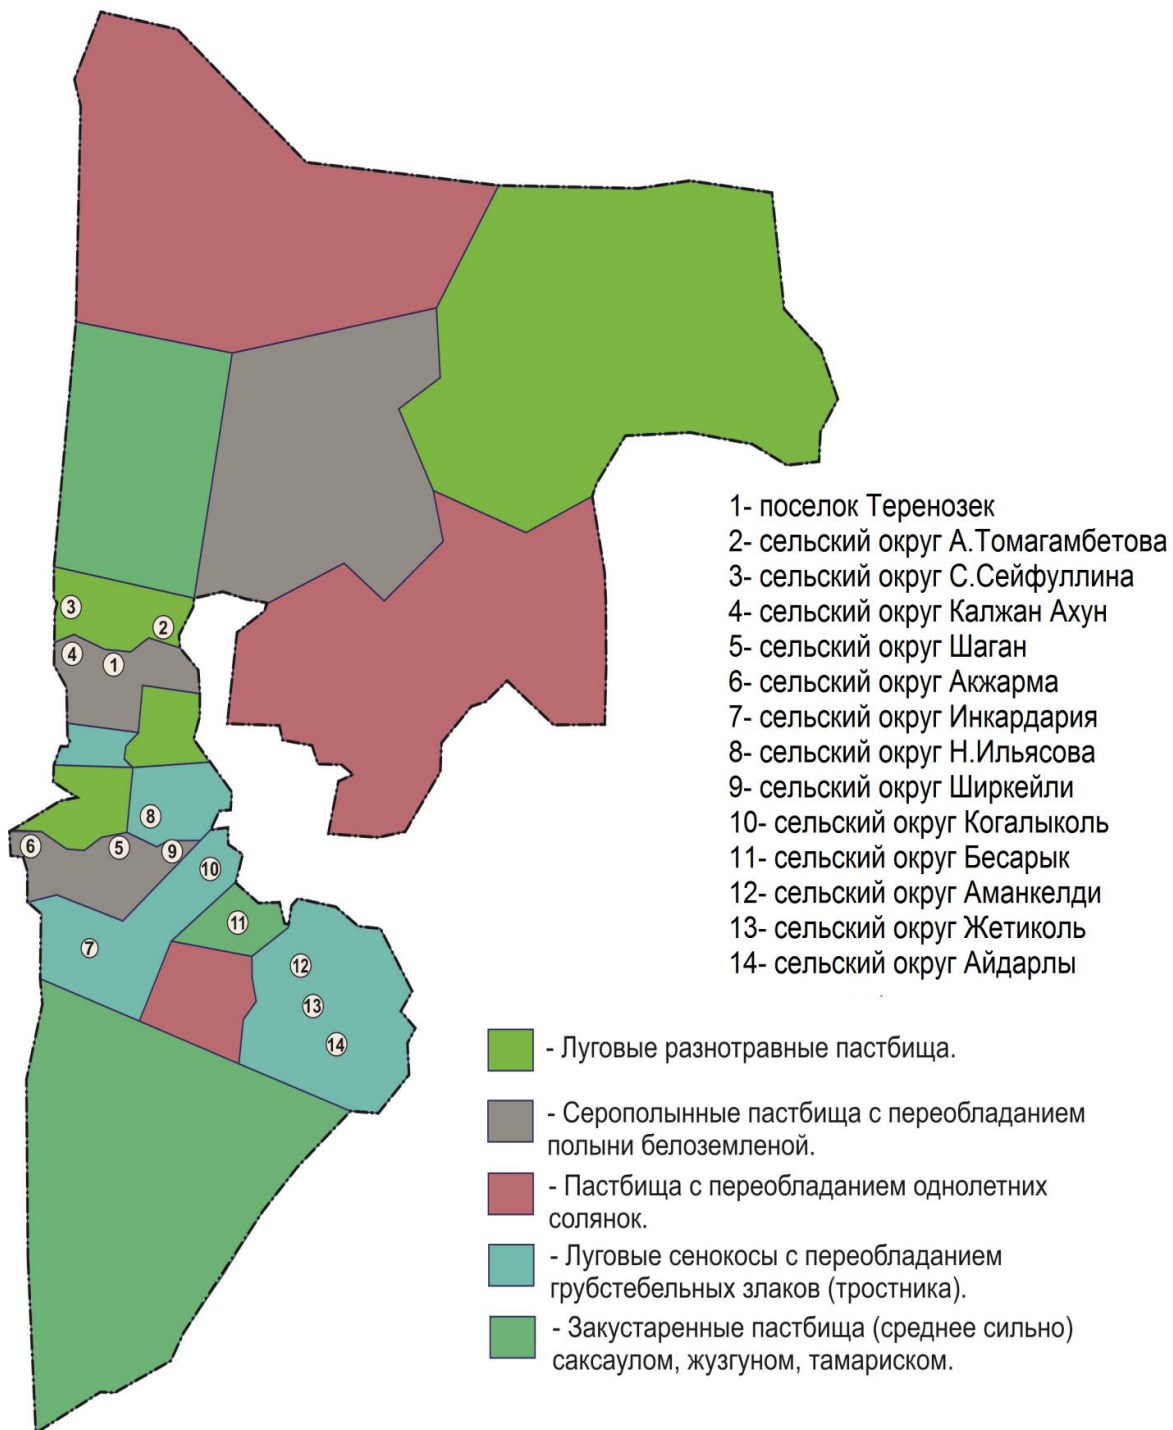 1- поселок Теренозек
2- сельский округ А.Томагамбетова
3- сельский округ С.Сейфуллина
4- сельский округ Калжан Ахун
5- сельский округ Шаган
6- сельский округ Акжарма
7- сельский округ Инкардария
8- сельский округ Н.Ильясова
9- сельский округ Ширкейли
10- сельский округ Когалыколь
11- сельский округ Бесарык
12- сельский округ Аманкелди
13- сельский округ Жетиколь
14- сельский округ Айдарлы
3
2
4
1
8
6
5
9
10
11
7
12
13
14
- Луговые разнотравные пастбища.
- Серополынные пастбища с переобладанием
полыни белоземленой.
- Пастбища с переобладанием однолетних
солянок.
- Луговые сенокосы с переобладанием
грубстебельных злаков (тростника).
- Закустаренные пастбища (среднее сильно)
саксаулом, жузгуном, тамариском.